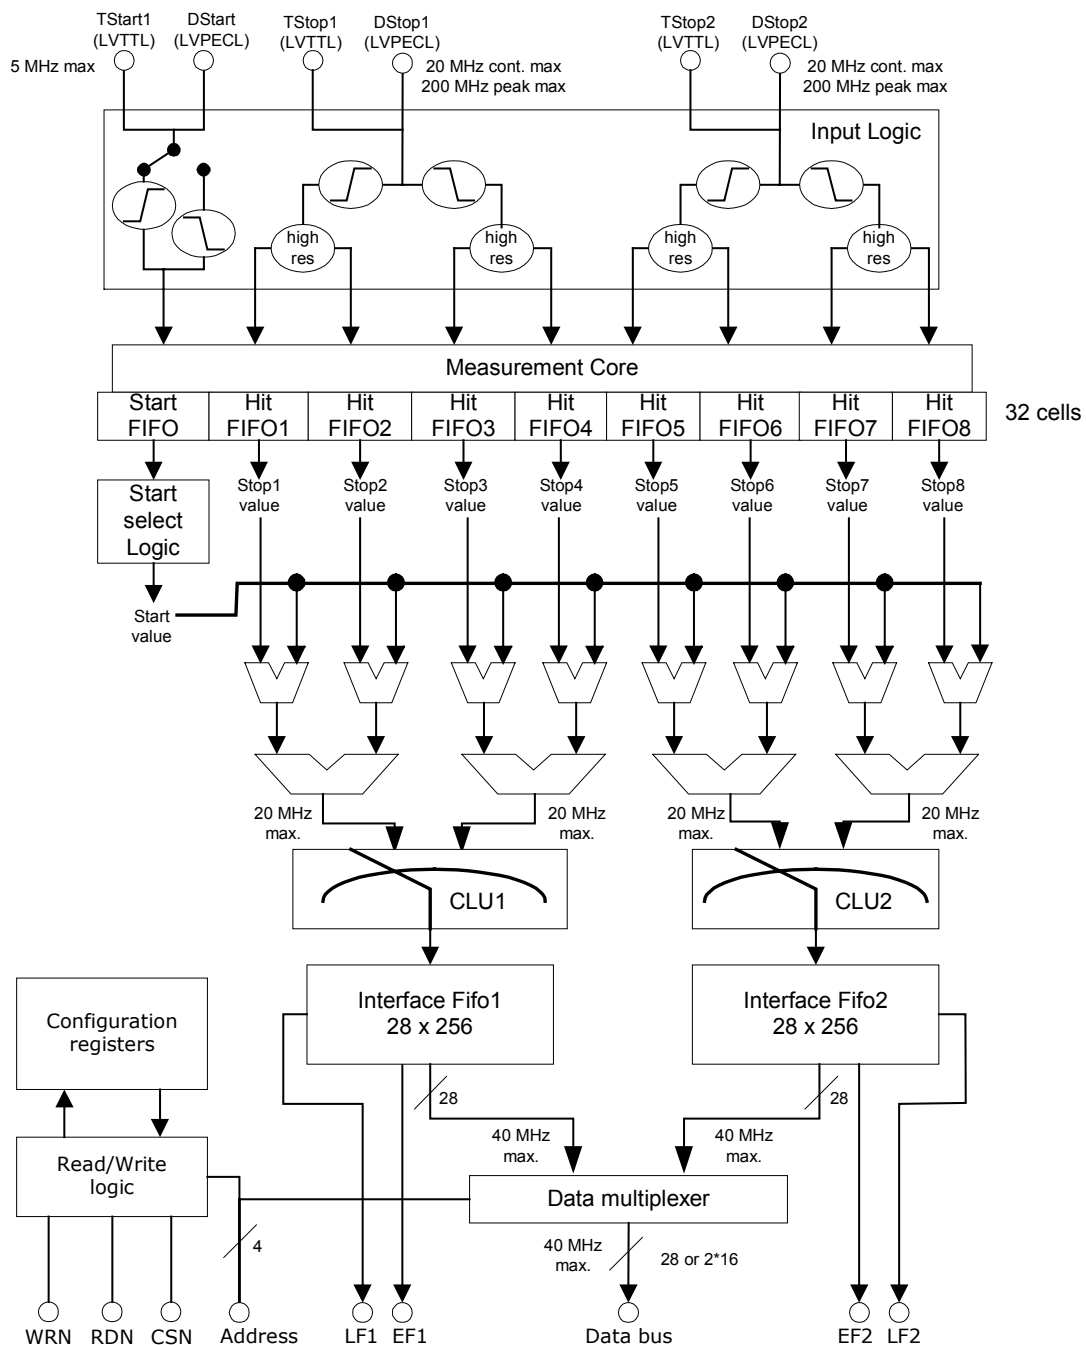 TStart1
(LVTTL)
DStart
(LVPECL)
TStop1
(LVTTL)
DStop1
(LVPECL)
TStop2
(LVTTL)
DStop2
(LVPECL)
5 MHz max
20 MHz cont. max
200 MHz peak max
20 MHz cont. max
200 MHz peak max
Input Logic
high
res
high
res
high
res
high
res
Measurement Core
Start
FIFO
Hit
FIFO1
Hit
FIFO2
Hit
FIFO3
Hit
FIFO4
Hit
FIFO5
Hit
FIFO6
Hit
FIFO7
Hit
FIFO8
32 cells
Start
select
Logic
Stop1
value
Stop2
value
Stop3
value
Stop4
value
Stop5
value
Stop6
value
Stop7
value
Stop8
value
Start
value
20 MHz
max.
20 MHz
max.
20 MHz
max.
20 MHz
max.
CLU1
CLU2
Configuration
registers
Interface Fifo1
28 x 256
Interface Fifo2
28 x 256
28
28
40 MHz
max.
40 MHz
max.
Read/Write
logic
Data multiplexer
4
40 MHz
max.
28 or 2*16
WRN
RDN
CSN
Address
LF1
EF1
Data bus
EF2
LF2